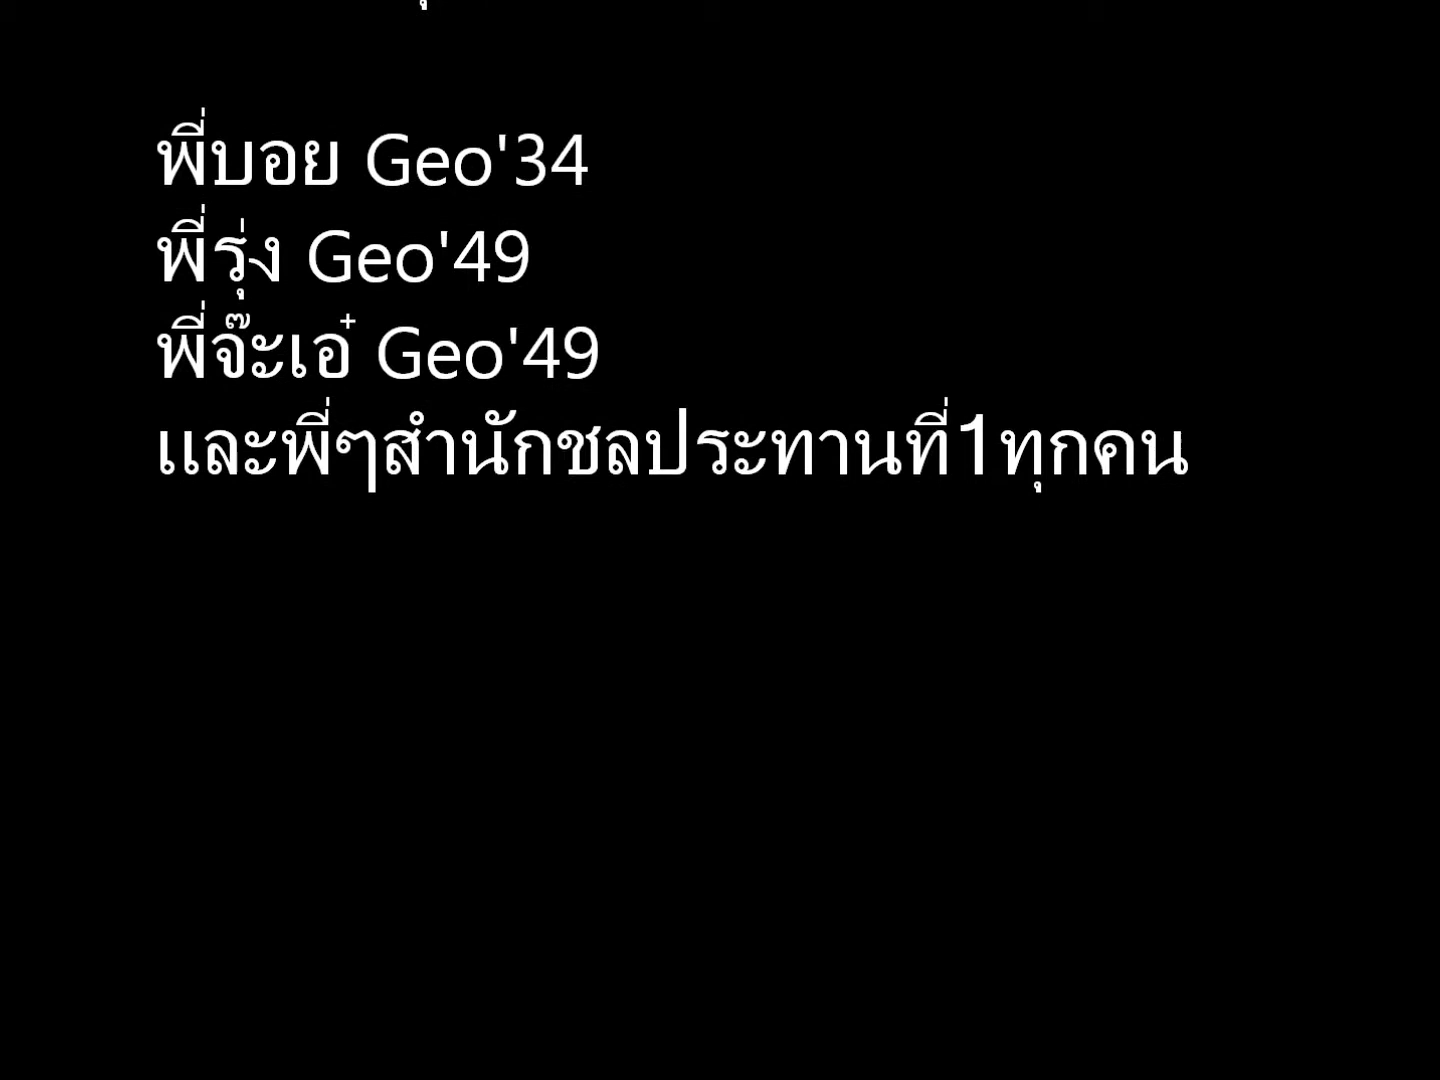 พี่บอย Geo'34
พี่รุ่ง Geo'49
พี่จ๊ะเอ๋ Geo'49
และพี่ๆสำนักชลประทานที่1ทุกคน